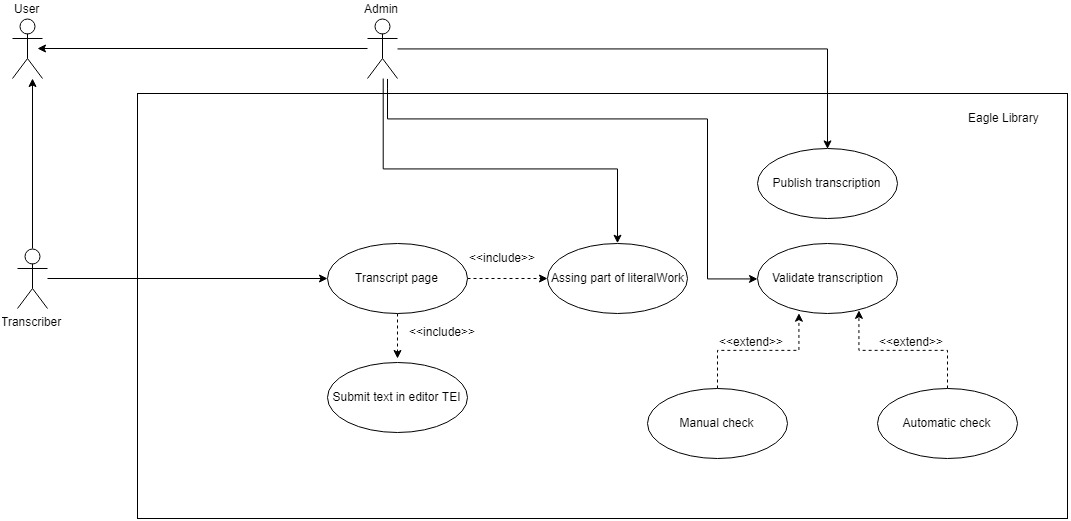 User
Admin
Eagle Library
Publish transcription
<<include>>
Transcript page
Assing part of literalWork
Validate transcription
Transcriber
<<include>>
<<extend>>
<<extend>>
Submit text in editor TEI
Manual check
Automatic check